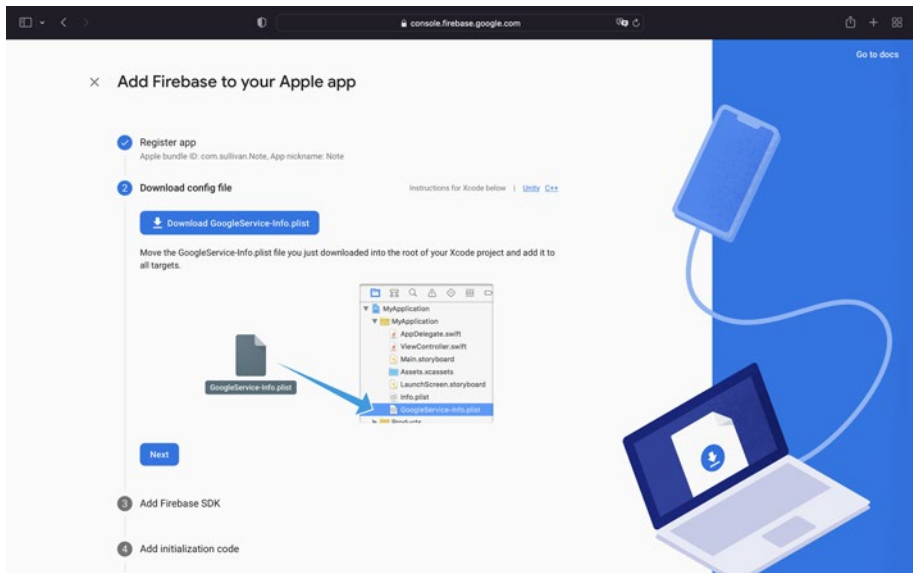 console.firebase.google.com
Go to docs
Add Firebase to your Apple app
Register app
Apple bundle ID: com.sullivan.Note, App nickname: Note
2 Download config file
Instructions for Xcode below | Unity C++
Download GoogleService-Info.plist
Move the GoogleService-Info.plist file you just downloaded into the root of your Xcode project and add it to
all targets.
MyApplication
MyApplication
AppDelegate.swift
ViewController.swift
Main.storyboard
Assets.xcassets
LaunchScreen.storyboard
Info.plist
GoogleService-Info.plist
Products
GoogleService-Info.plist
Next
3 Add Firebase SDK
4 Add initialization code